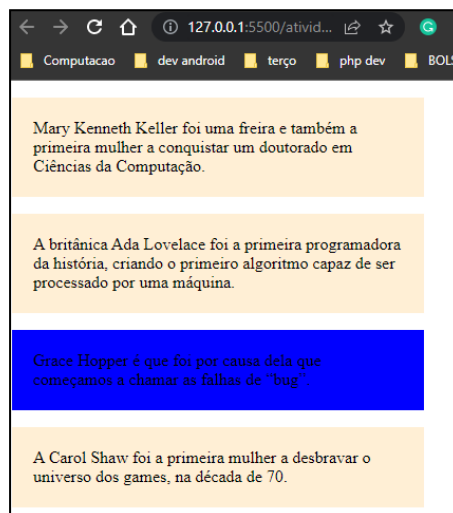 127.0.0.1:5500/ativid...
Computacao dev android terço php dev BOLS
Mary Kenneth Keller foi uma freira e também a
primeira mulher a conquistar um doutorado em
Ciências da Computação.
A britânica Ada Lovelace foi a primeira programadora
da história, criando o primeiro algoritmo capaz de ser
processado por uma máquina.
Grace Hopper é que foi por causa dela que
começamos a chamar as falhas de "bug".
A Carol Shaw foi a primeira mulher a desbravar o
universo dos games, na década de 70.